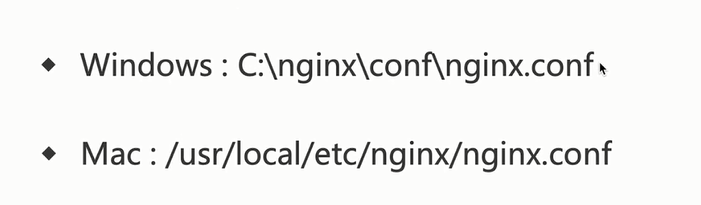 ◆ Windows : C:\nginx\conf\nginx.conf
◆ Mac : /usr/local/etc/nginx/nginx.conf